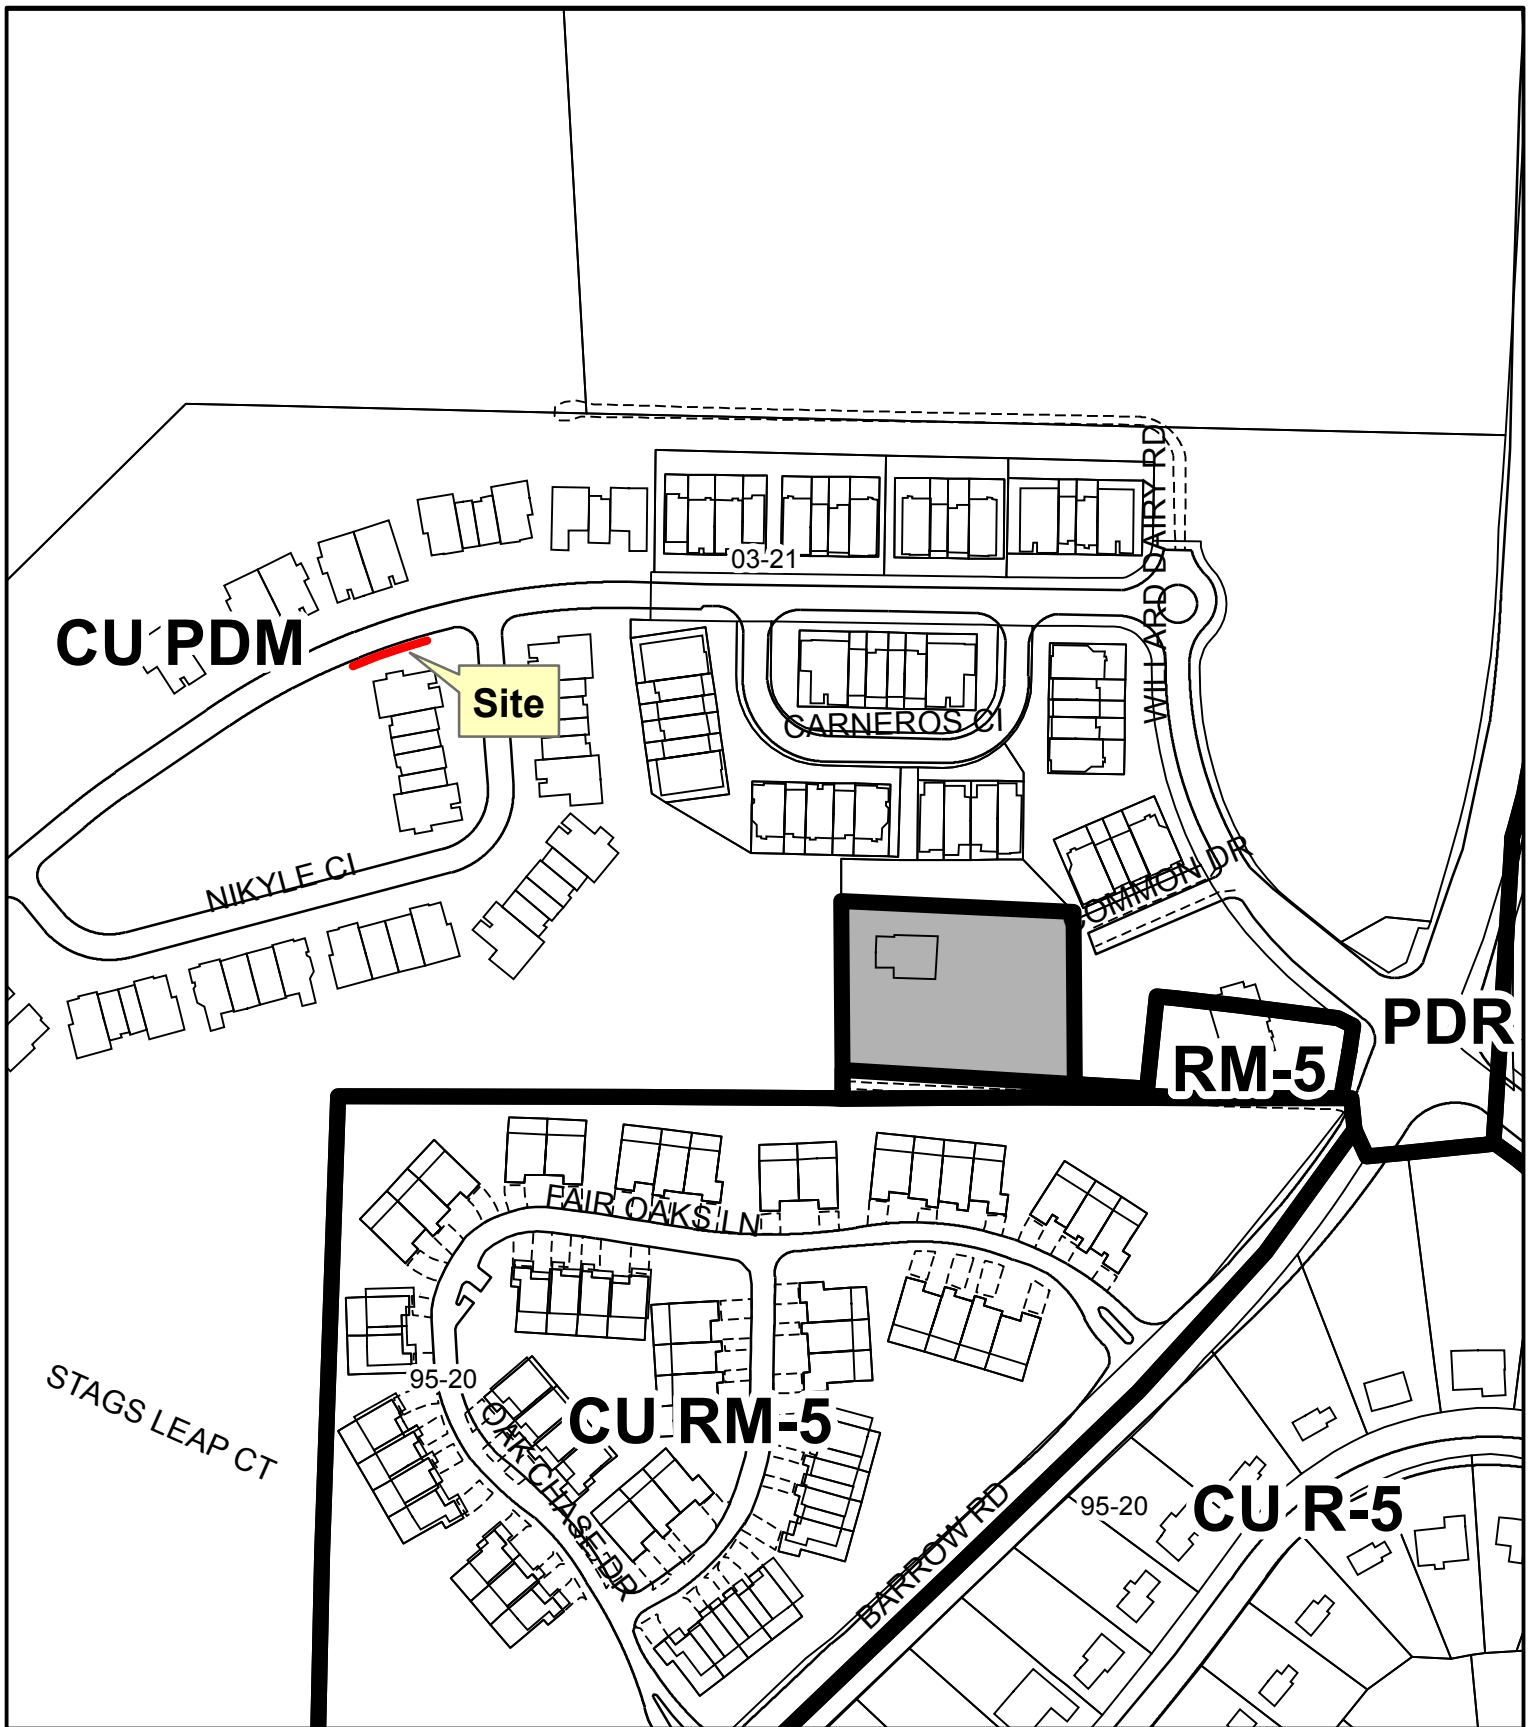 WILLARD DAIRY RD
03-21
CU PDM
Site
CARNEROS CI
COMMON DR
NIKYLE CI
PDR
RM-5
FAIR OAKS LN
95-20
STAGS LEAP CT
CU RM-5
OAK CHASE DR
BARROW RD
95-20
CU R-5